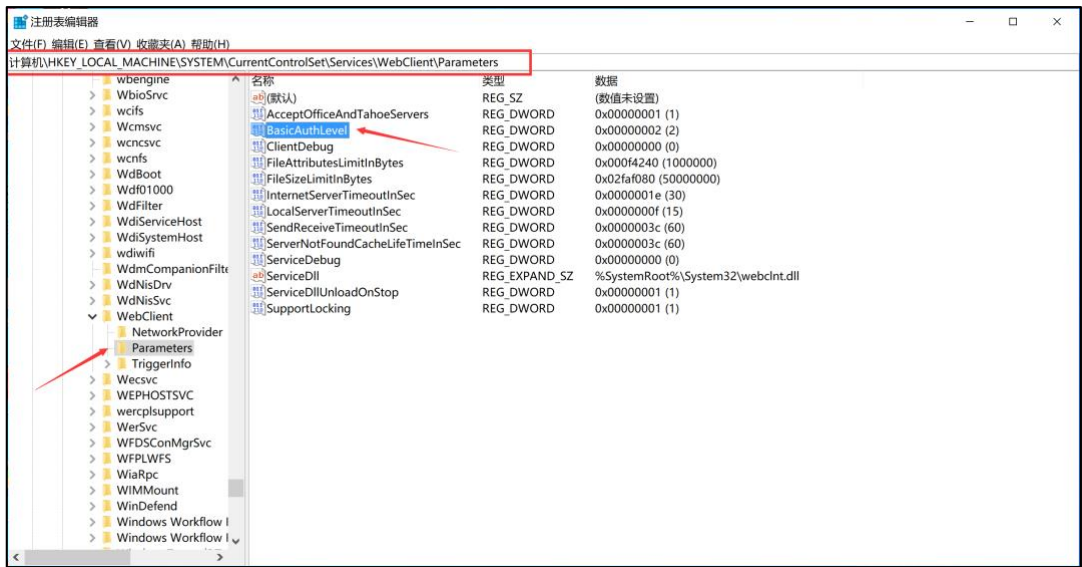 注册表编辑器
文件(F) 编辑(E) 查看(V) 收藏夹(A) 帮助(H)
计算机\HKEY_LOCAL_MACHINE\SYSTEM\CurrentControlSet\Services\WebClient\Parameters
wbengine
WbioSrvc
wcifs
Wcmsvc
wcncsvc
wcnfs
WdBoot
Wdf01000
WdFilter
WdiServiceHost
WdiSystemHost
wdiwifi
WdmCompanionFilte
WdNisDrv
WdNisSvc
WebClient
NetworkProvider
Parameters
TriggerInfo
Wecsvc
WEPHOSTSVC
wercplsupport
WerSvc
WFDSConMgrSvc
WFPLWFS
WiaRpc
WIMMount
WinDefend
Windows Workflow
Windows Workflow
名称 类型 数据
ab (默认) REG_SZ (数值未设置)
AcceptOfficeAndTahoeServers REG_DWORD 0x00000001 (1)
BasicAuthLevel REG_DWORD 0x00000002 (2)
ClientDebug REG_DWORD 0x00000000 (0)
FileAttributesLimitInBytes REG_DWORD 0x000f4240 (1000000)
FileSizeLimitInBytes REG_DWORD 0x02faf080 (50000000)
InternetServerTimeoutInSec REG_DWORD 0x0000001e (30)
LocalServerTimeoutInSec REG_DWORD 0x0000000f (15)
SendReceiveTimeoutInSec REG_DWORD 0x0000003c (60)
ServerNotFoundCacheLifeTimeInSec REG_DWORD 0x0000003c (60)
ServiceDebug REG_DWORD 0x00000000 (0)
ab ServiceDll REG_EXPAND_SZ %SystemRoot%\System32\webclnt.dll
ServiceDllUnloadOnStop REG_DWORD 0x00000001 (1)
SupportLocking REG_DWORD 0x00000001 (1)